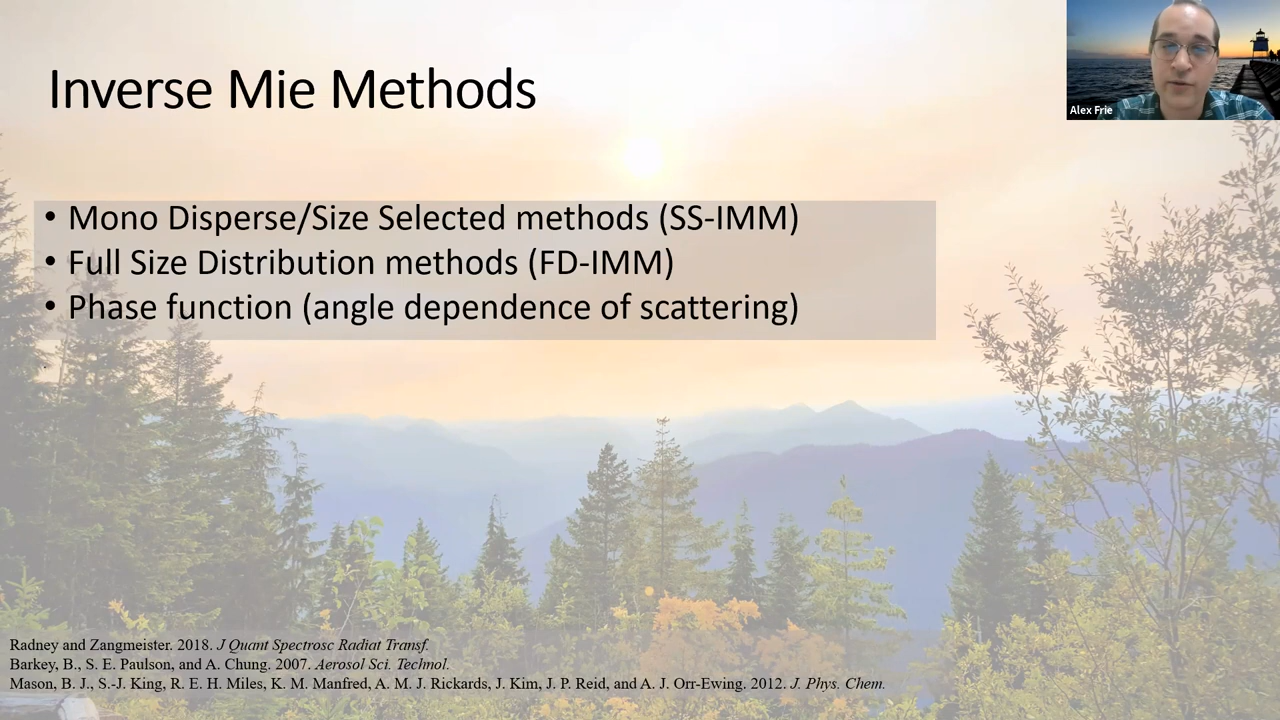 Inverse Mie Methods
Alex Frie
• Mono Disperse/Size Selected methods (SS-IMM)
• Full Size Distribution methods (FD-IMM)
• Phase function (angle dependence of scattering)
Radney and Zangmeister. 2018. J Quant Spectrosc Radiat Transf.
Barkey, B., S. E. Paulson, and A. Chung. 2007. Aerosol Sci. Technol.
Mason, B. J., S.-J. King, R. E. H. Miles, K. M. Manfred, A. M. J. Rickards, J. Kim, J. P. Reid, and A. J. Orr-Ewing. 2012. J. Phys. Chem.